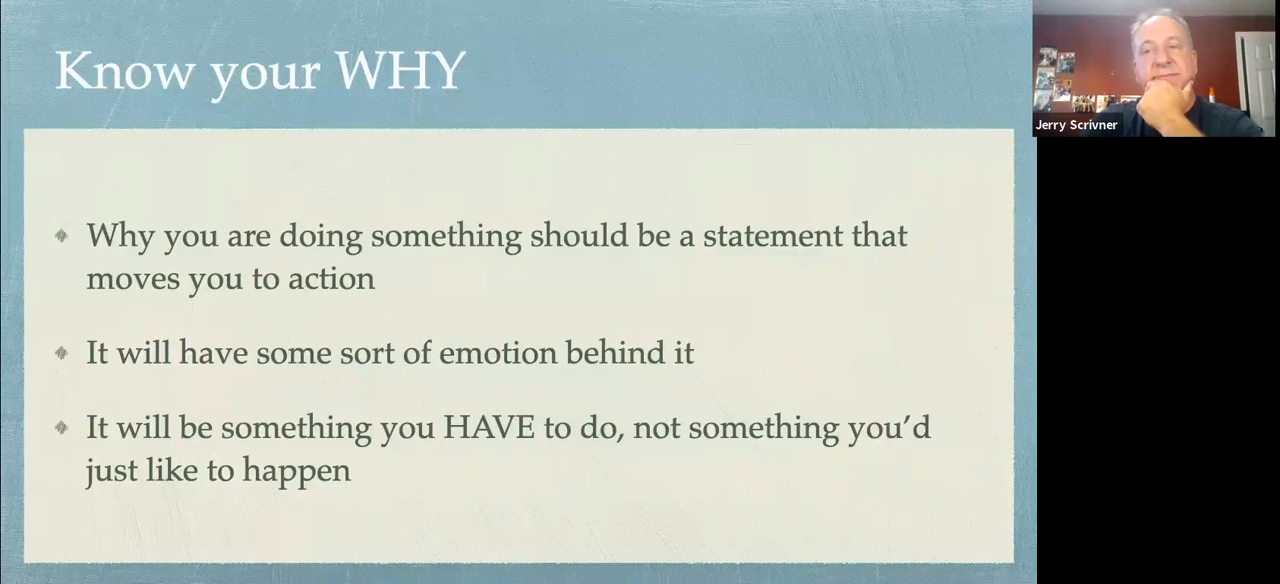 Know your WHY
Jerry Scrivner
Why you are doing something should be a statement that
moves you to action
It will have some sort of emotion behind it
It will be something you HAVE to do, not something you’d
just like to happen